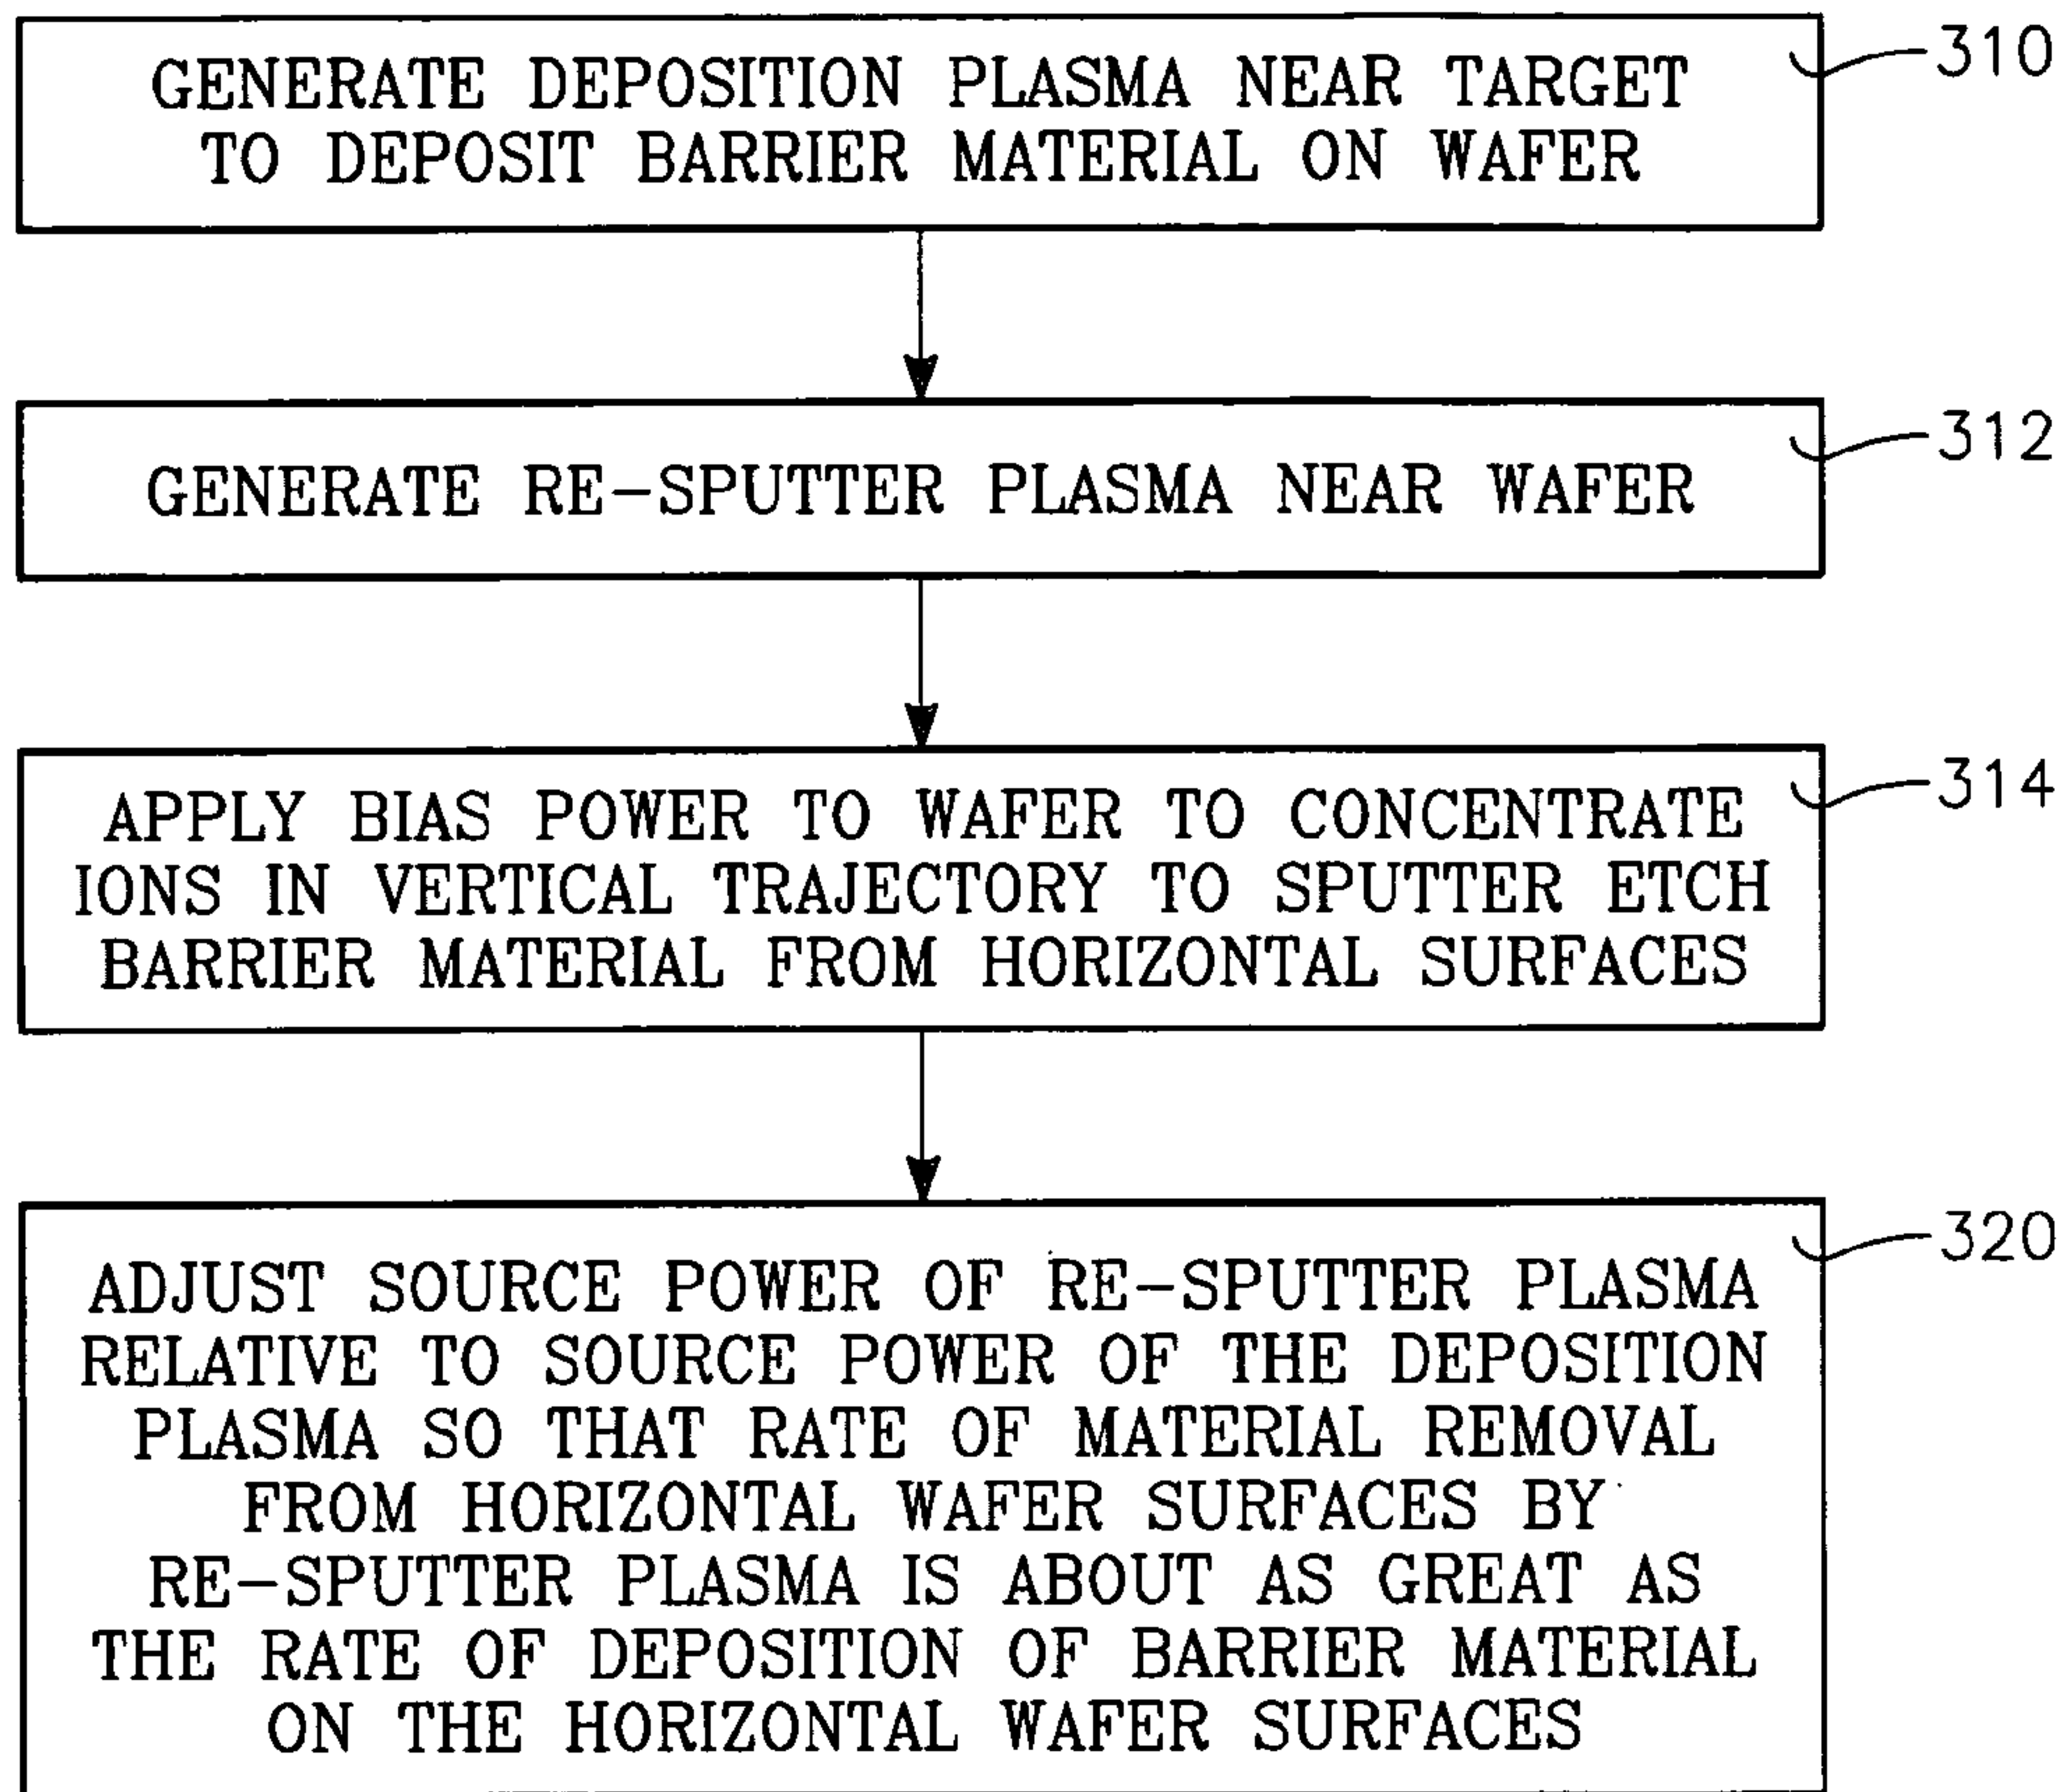 GENERATE DEPOSITION PLASMA NEAR TARGET
TO DEPOSIT BARRIER MATERIAL ON WAFER
310
GENERATE RE-SPUTTER PLASMA NEAR WAFER
312
APPLY BIAS POWER TO WAFER TO CONCENTRATE
IONS IN VERTICAL TRAJECTORY TO SPUTTER ETCH
BARRIER MATERIAL FROM HORIZONTAL SURFACES
314
ADJUST SOURCE POWER OF RE-SPUTTER PLASMA
RELATIVE TO SOURCE POWER OF THE DEPOSITION
PLASMA SO THAT RATE OF MATERIAL REMOVAL
FROM HORIZONTAL WAFER SURFACES BY
RE-SPUTTER PLASMA IS ABOUT AS GREAT AS
THE RATE OF DEPOSITION OF BARRIER MATERIAL
ON THE HORIZONTAL WAFER SURFACES
320